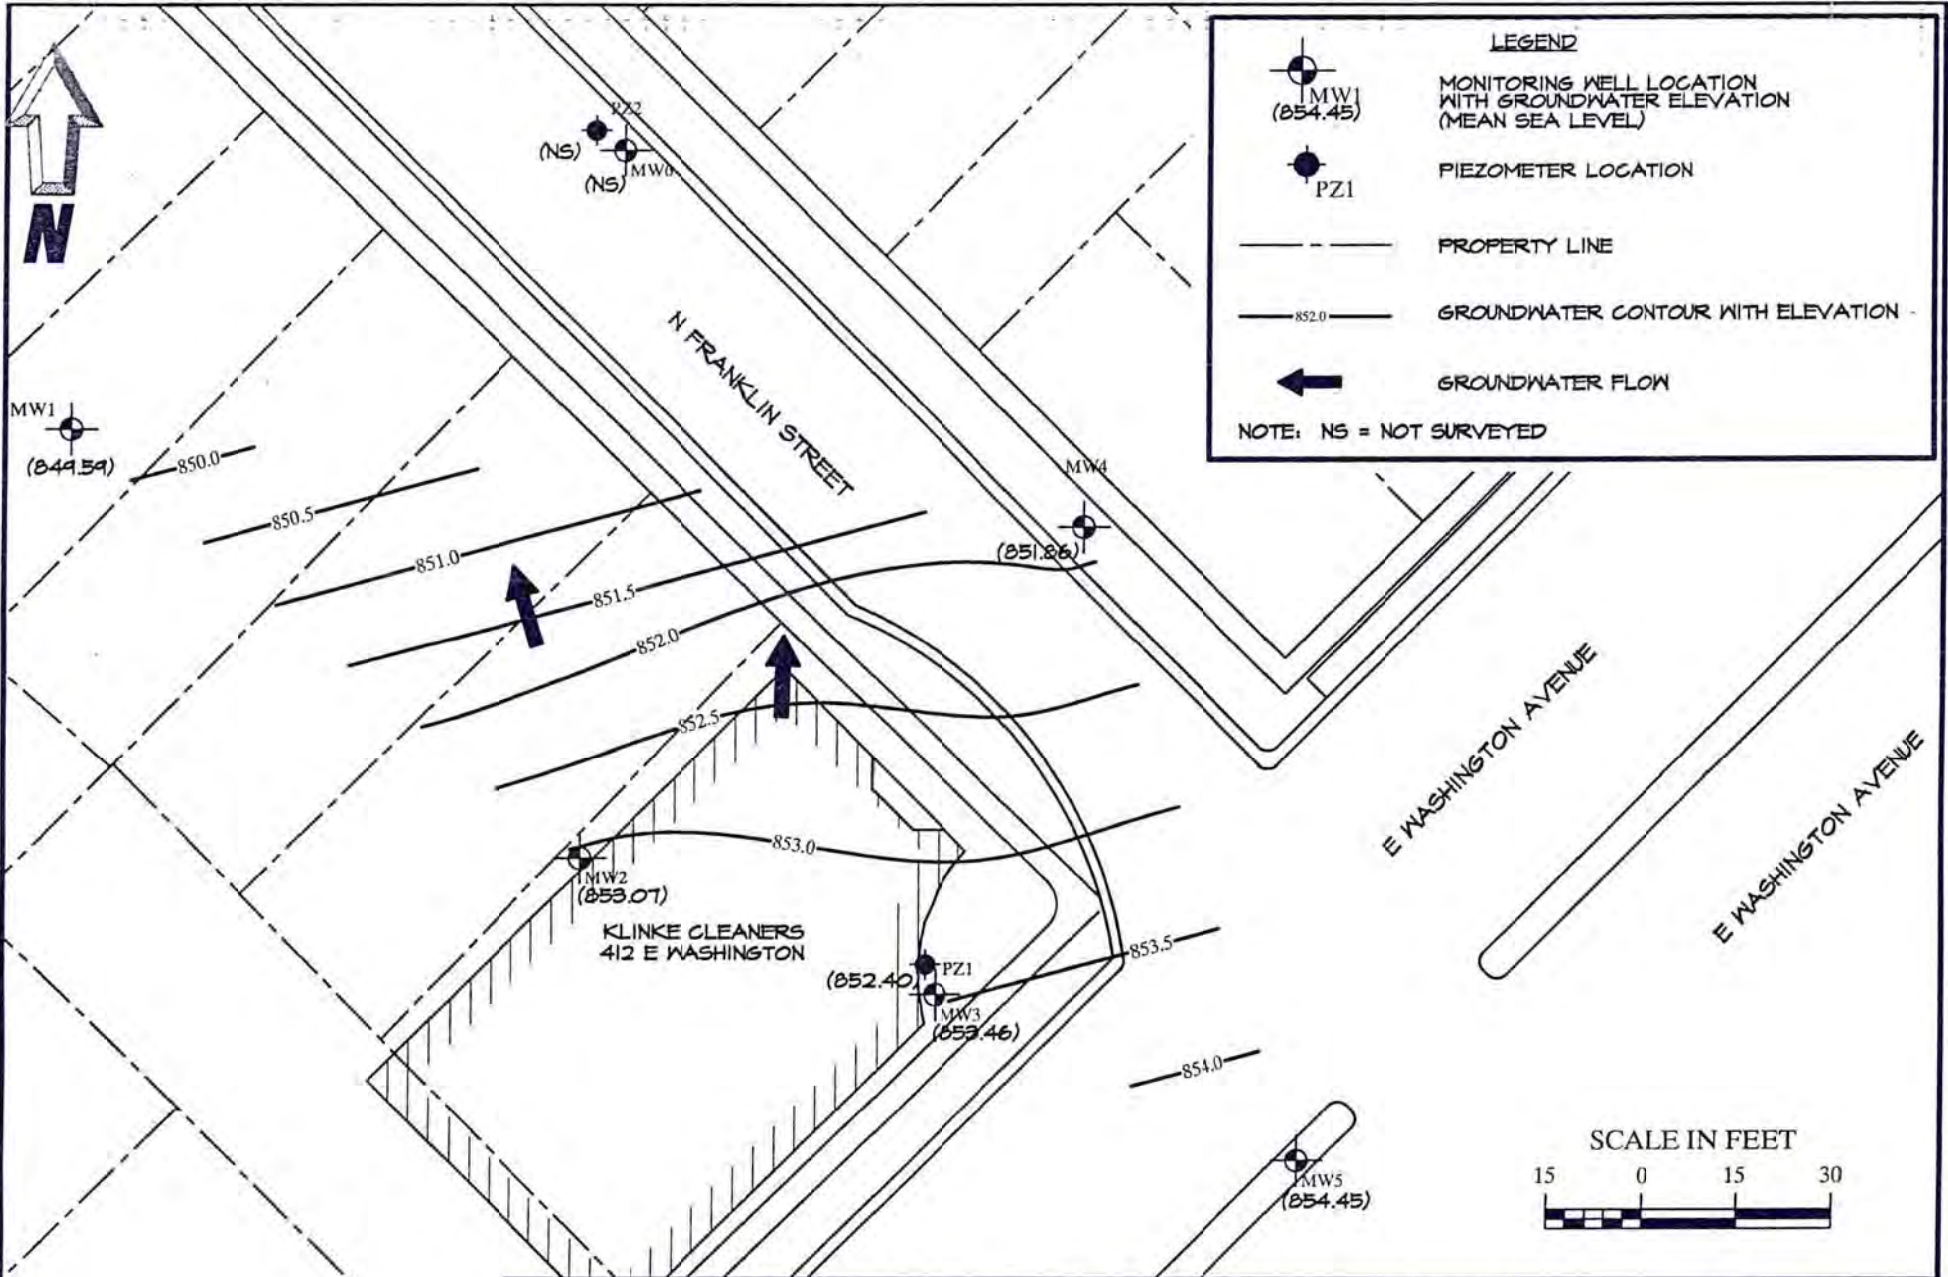 LEGEND
MW1
(854.45)
MONITORING WELL LOCATION
WITH GROUNDWATER ELEVATION
(MEAN SEA LEVEL)
PZ1
PIEZOMETER LOCATION
PROPERTY LINE
852.0
GROUNDWATER CONTOUR WITH ELEVATION
GROUNDWATER FLOW
NOTE: NS = NOT SURVEYED
N
PZ2
(NS)
MW6
(NS)
N FRANKLIN STREET
MW1
(849.59)
850.0
850.5
851.0
851.5
852.0
852.5
853.0
853.5
854.0
MW4
(851.86)
MW2
(853.07)
KLINKE CLEANERS
412 E WASHINGTON
PZ1
(852.40)
MW3
(853.46)
E WASHINGTON AVENUE
E WASHINGTON AVENUE
MW5
(854.45)
SCALE IN FEET
15 0 15 30